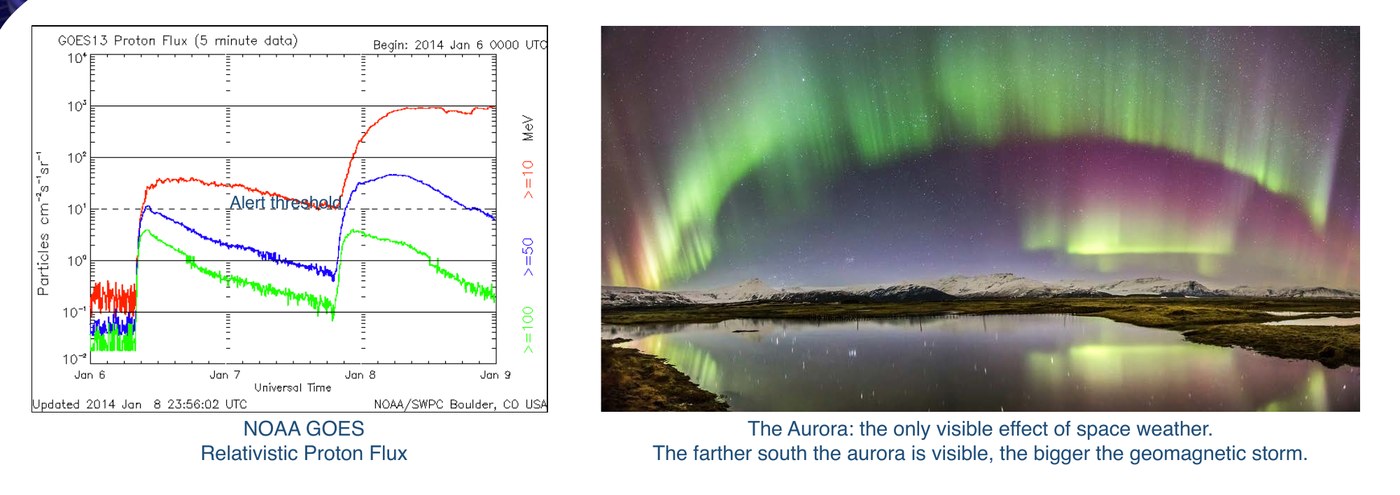 GOES13 Proton Flux (5 minute data)
Begin: 2014 Jan 6 0000 UTC
Particles cm⁻²s⁻¹sr⁻¹
10⁴
10³
10²
10¹
10⁰
10⁻¹
10⁻²
Alert threshold
Jan 6
Jan 7
Jan 8
Jan 9
Universal Time
>=10 MeV
>=50
>=100
Updated 2014 Jan 8 23:56:02 UTC
NOAA/SWPC Boulder, CO USA
NOAA GOES
Relativistic Proton Flux
The Aurora: the only visible effect of space weather.
The farther south the aurora is visible, the bigger the geomagnetic storm.